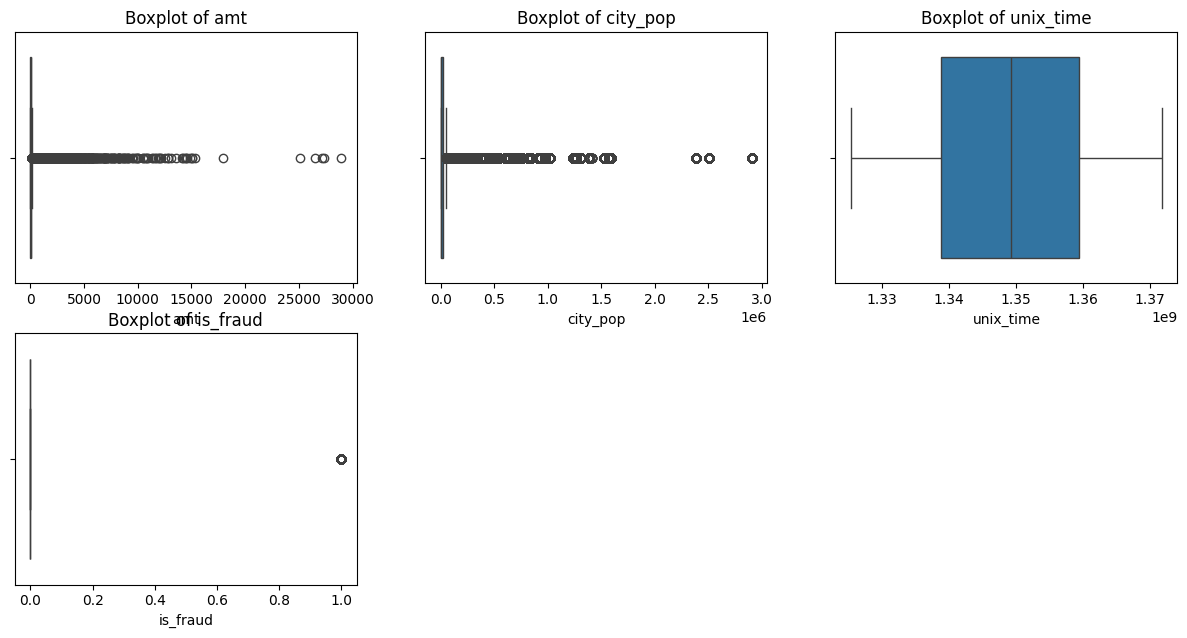 Boxplot of amt
Boxplot of city_pop
Boxplot of unix_time
0 5000 10000 15000 20000 25000 30000
amt
0.0 0.5 1.0 1.5 2.0 2.5 3.0
1e6
city_pop
1.33 1.34 1.35 1.36 1.37
1e9
unix_time
Boxplot of is_fraud
0.0 0.2 0.4 0.6 0.8 1.0
is_fraud